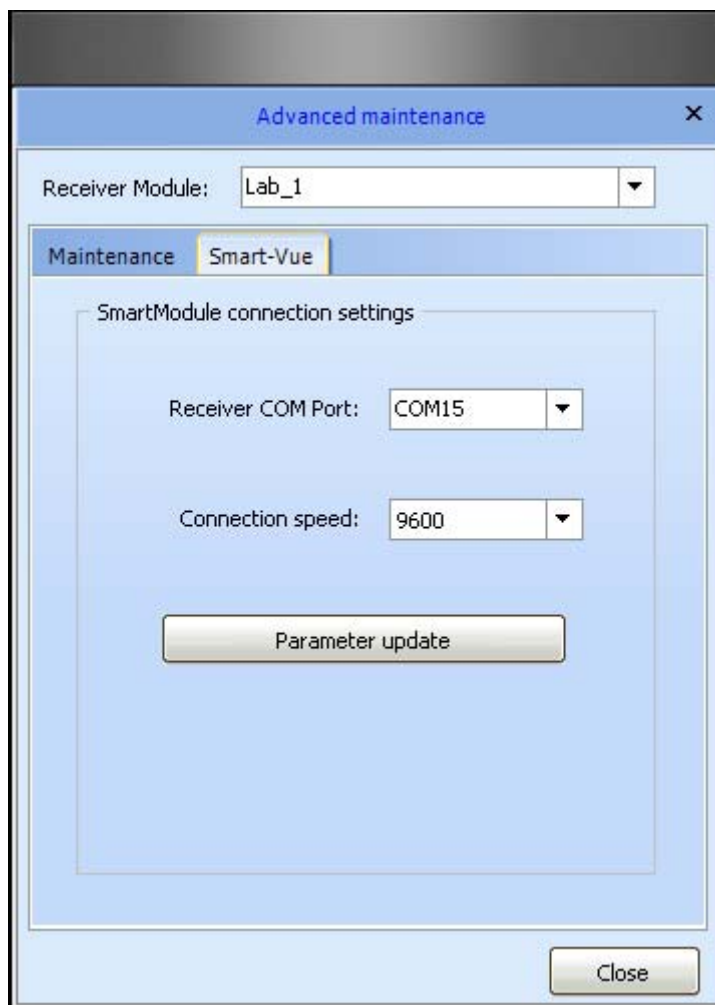 Advanced maintenance
Receiver Module: Lab_1
Maintenance Smart-Vue
SmartModule connection settings
Receiver COM Port: COM15
Connection speed: 9600
Parameter update
Close